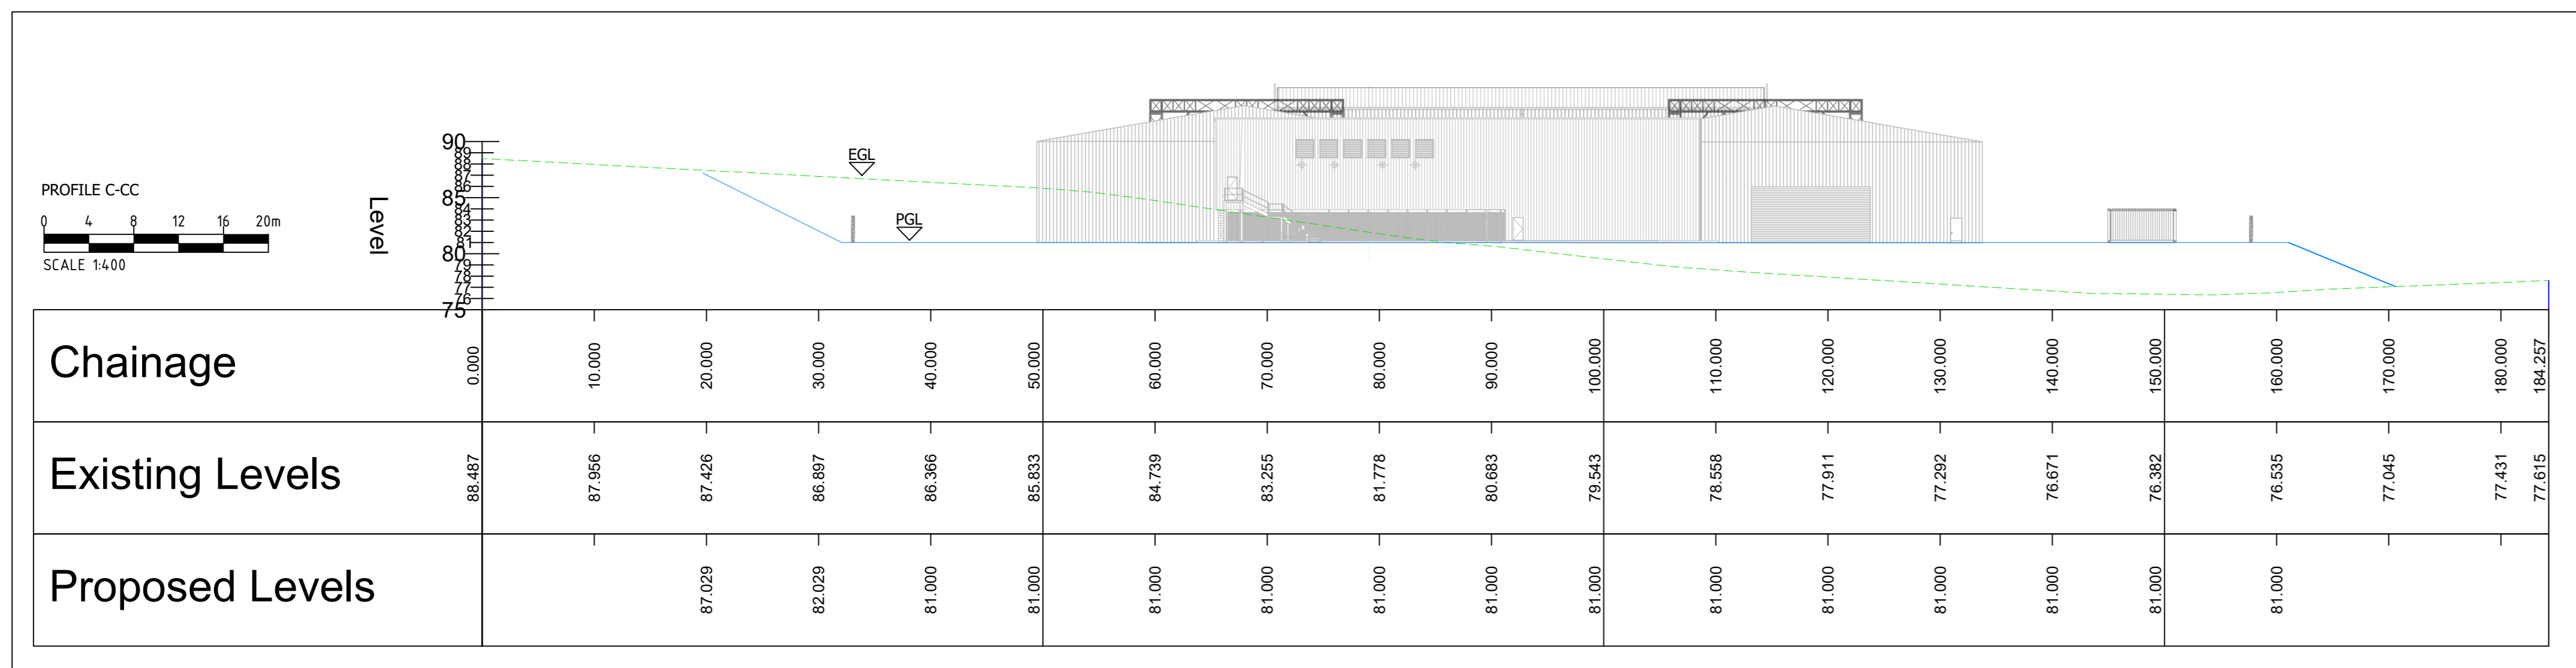 PROFILE C-CC
0 4 8 12 16 20m
SCALE 1:400
Level
90
89
88
87
86
85
84
83
82
81
80
79
78
77
76
75
EGL
PGL
Chainage 0.000 10.000 20.000 30.000 40.000 50.000 60.000 70.000 80.000 90.000 100.000 110.000 120.000 130.000 140.000 150.000 160.000 170.000 180.000 184.257
Existing Levels 88.487 87.956 87.426 86.897 86.366 85.833 84.739 83.255 81.778 80.683 79.543 78.558 77.911 77.292 76.671 76.382 76.535 77.045 77.431 77.615
Proposed Levels 87.029 82.029 81.000 81.000 81.000 81.000 81.000 81.000 81.000 81.000 81.000 81.000 81.000 81.000 81.000